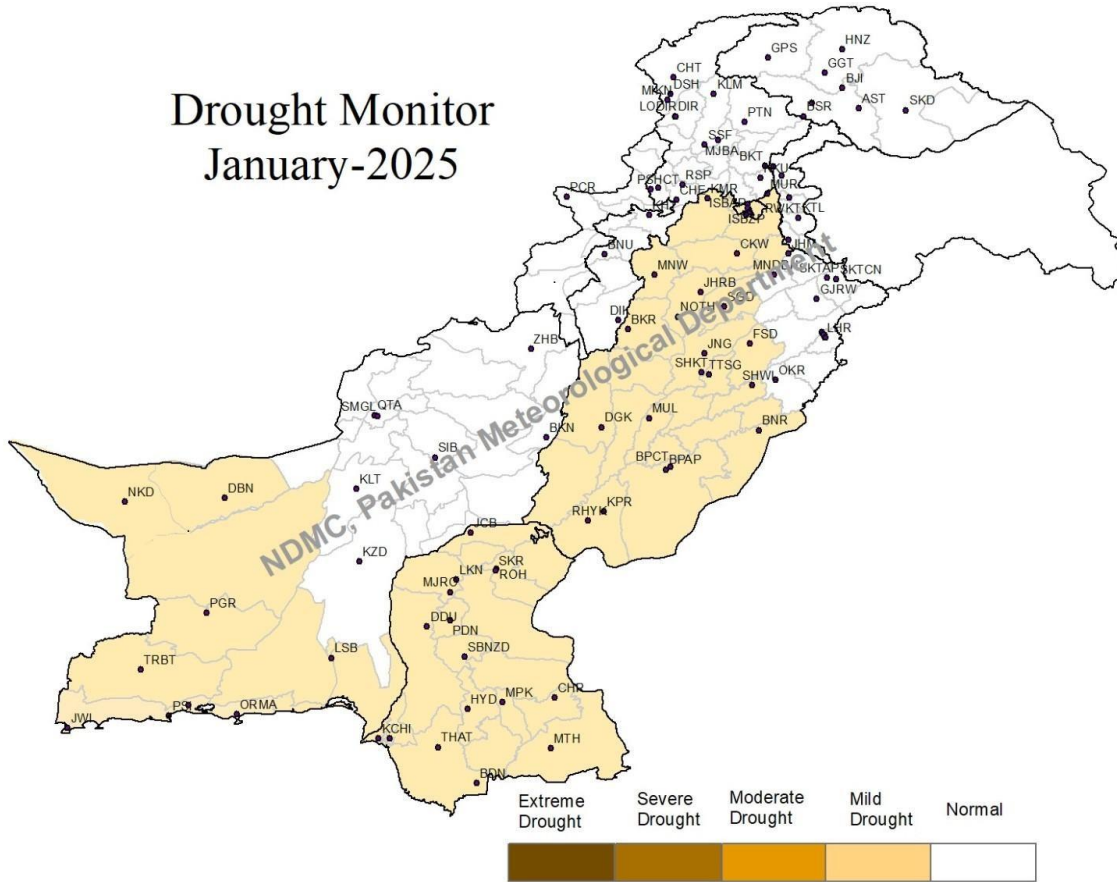 Drought Monitor
January-2025
HNZ
GPS
GGT
CHT
BJI
DSH
KLM
AST
SKD
LODIR
DIR
PTN
SSF
MJBA
BKT
RSP
PCR
CHE
KMR
MUR
KTL
BNU
CKW
MNW
SKTAP
SKTCN
JHRB
GJRW
SGD
NOTH
DIK
BKR
LHR
ZHB
FSD
JNG
SHKT
TTSG
OKR
SHWL
SMGL
QTA
DGK
MUL
BNR
BKN
SIB
BPCT
BPAP
KLT
NKD
DBN
KPR
RHYK
JCB
KZD
SKR
ROH
LKN
MJRO
PGR
DDU
PDN
LSB
SBNZD
TRBT
CHR
MPK
HYD
ORMA
JWI
KCHI
THAT
MTH
BDN
NDMC, Pakistan Meteorological Department
Extreme Drought
Severe Drought
Moderate Drought
Mild Drought
Normal